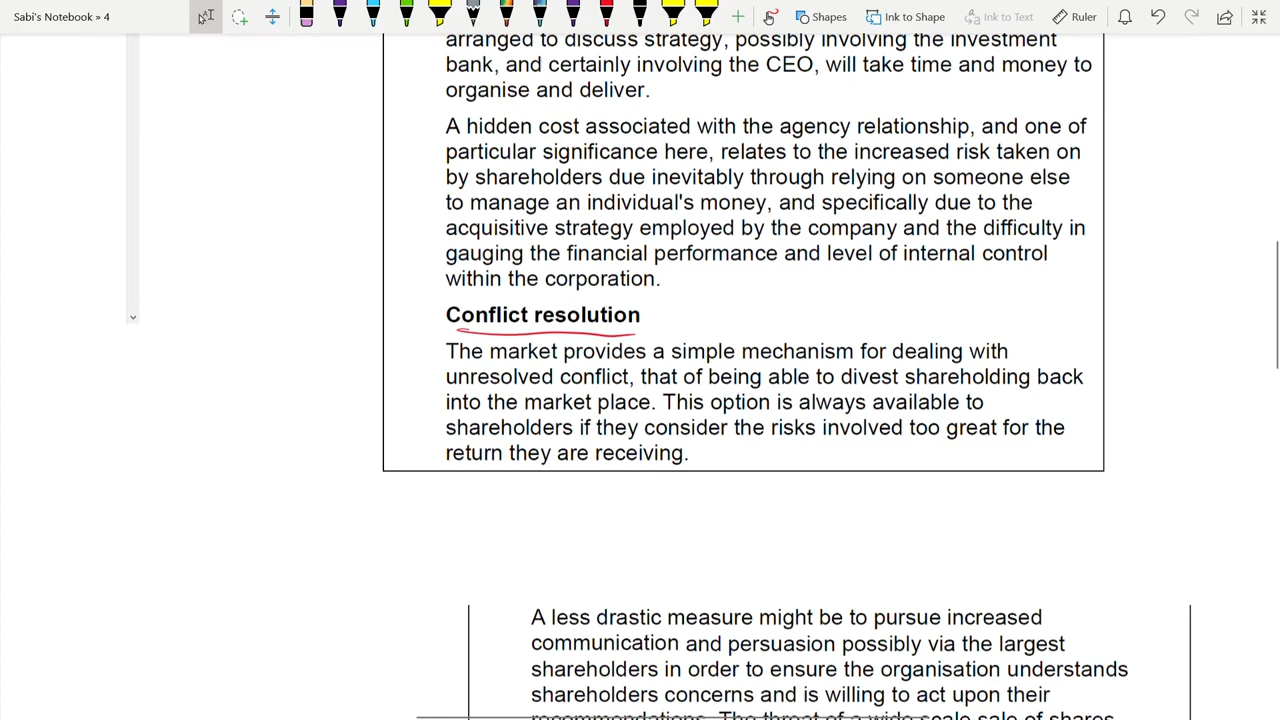 Sabi's Notebook » 4
Shapes
Ink to Shape
Ink to Text
Ruler
arranged to discuss strategy, possibly involving the investment
bank, and certainly involving the CEO, will take time and money to
organise and deliver.
A hidden cost associated with the agency relationship, and one of
particular significance here, relates to the increased risk taken on
by shareholders due inevitably through relying on someone else
to manage an individual's money, and specifically due to the
acquisitive strategy employed by the company and the difficulty in
gauging the financial performance and level of internal control
within the corporation.
Conflict resolution
The market provides a simple mechanism for dealing with
unresolved conflict, that of being able to divest shareholding back
into the market place. This option is always available to
shareholders if they consider the risks involved too great for the
return they are receiving.
A less drastic measure might be to pursue increased
communication and persuasion possibly via the largest
shareholders in order to ensure the organisation understands
shareholders concerns and is willing to act upon their
recommendations. The threat of a wide scale sale of shares